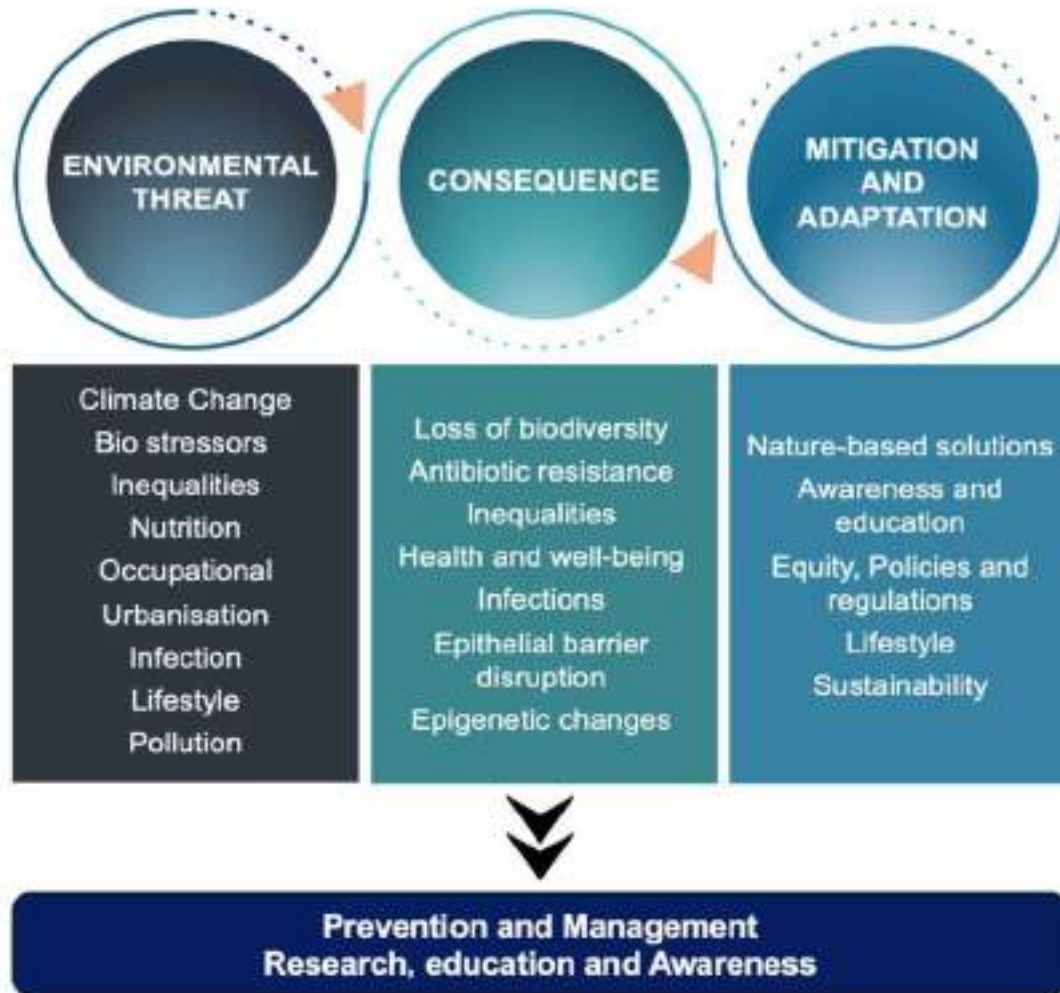 ENVIRONMENTAL
THREAT
CONSEQUENCE
MITIGATION
AND
ADAPTATION
Climate Change
Bio stressors
Inequalities
Nutrition
Occupational
Urbanisation
Infection
Lifestyle
Pollution
Loss of biodiversity
Antibiotic resistance
Inequalities
Health and well-being
Infections
Epithelial barrier
disruption
Epigenetic changes
Nature-based solutions
Awareness and
education
Equity, Policies and
regulations
Lifestyle
Sustainability
Prevention and Management
Research, education and Awareness